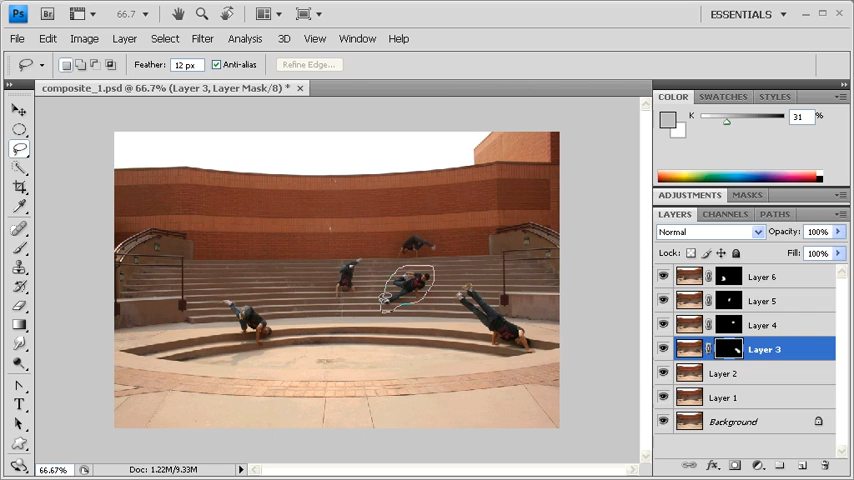 Ps Br 66.7 ESSENTIALS
File Edit Image Layer Select Filter Analysis 3D View Window Help
Feather: 12 px Anti-alias Refine Edge...
composite_1.psd @ 66.7% (Layer 3, Layer Mask/8) *
COLOR SWATCHES STYLES
K 31 %
ADJUSTMENTS MASKS
LAYERS CHANNELS PATHS
Normal Opacity: 100%
Lock: Fill: 100%
Layer 6
Layer 5
Layer 4
Layer 3
Layer 2
Layer 1
Background
66.67% Doc: 1.22M/9.33M